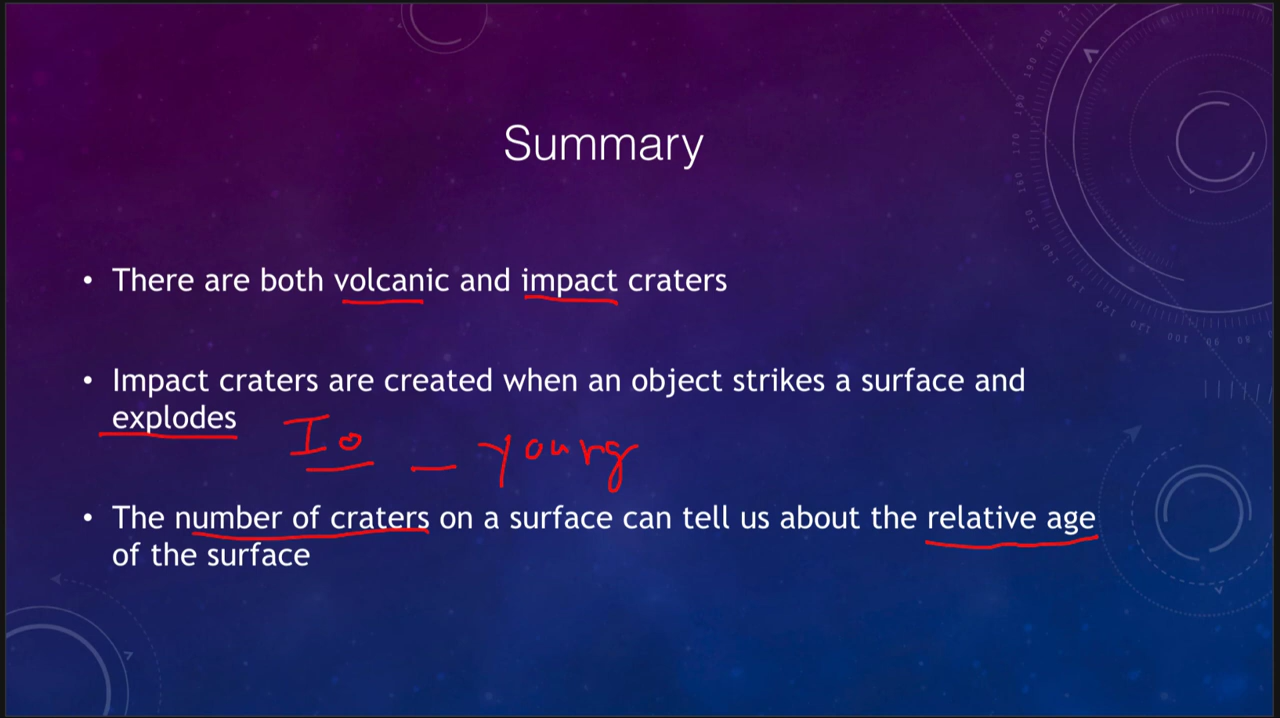 Summary
• There are both volcanic and impact craters
• Impact craters are created when an object strikes a surface and
explodes
Io – young
• The number of craters on a surface can tell us about the relative age
of the surface